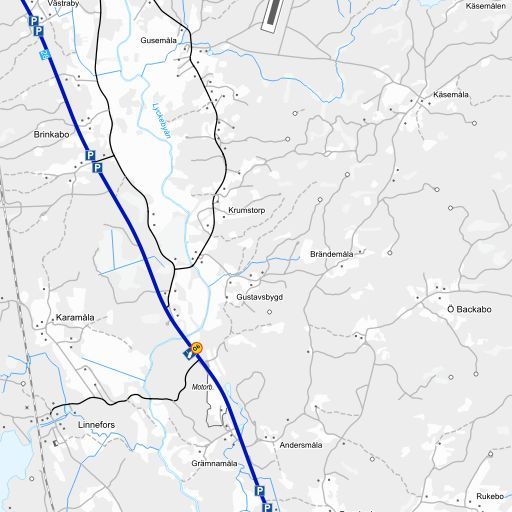 Västraby
Käsemålen
Gusemåla
P
P
Käsemåla
Lyckebyån
Brinkabo
P
P
Krumstorp
Brändemåla
Gustavsbygd
Ö Backabo
Karamåla
Motorb.
Linnefors
Andersmåla
Grämnamåla
P
Rukebo
P